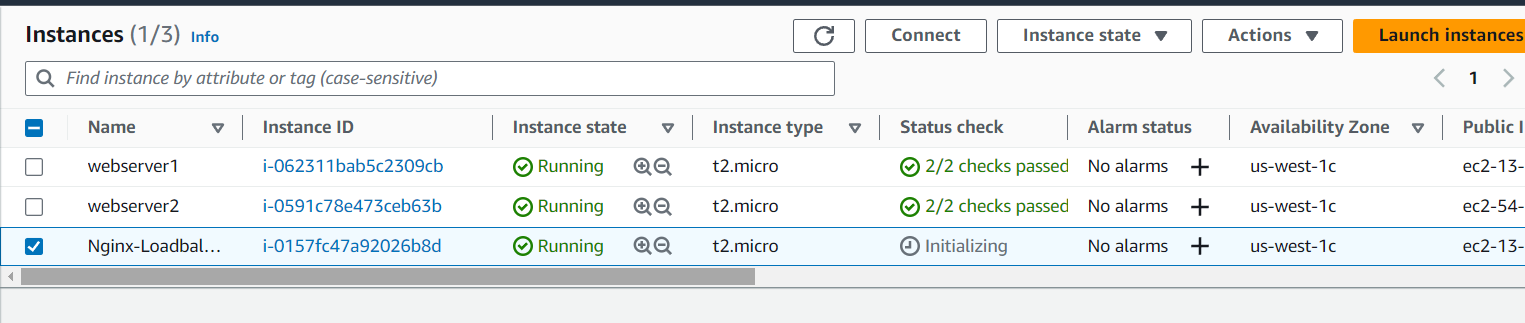 Instances (1/3) Info Connect Instance state Actions Launch instances
Find instance by attribute or tag (case-sensitive) 1
Name Instance ID Instance state Instance type Status check Alarm status Availability Zone Public I
webserver1 i-062311bab5c2309cb Running t2.micro 2/2 checks passed No alarms + us-west-1c ec2-13-
webserver2 i-0591c78e473ceb63b Running t2.micro 2/2 checks passed No alarms + us-west-1c ec2-54-
Nginx-Loadbal... i-0157fc47a92026b8d Running t2.micro Initializing No alarms + us-west-1c ec2-13-